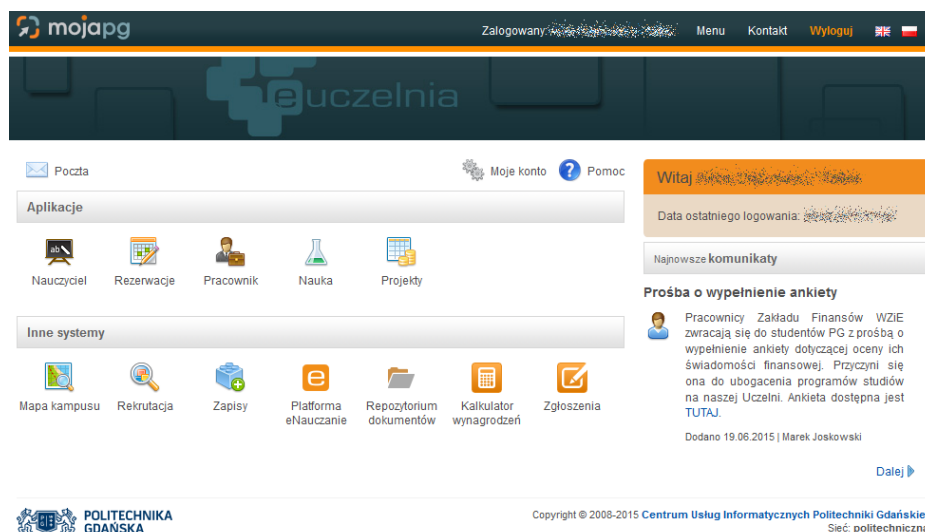 mojapg
Zalogowany: Menu Kontakt Wyloguj
euczelnia
Poczta Moje konto ? Pomoc
Aplikacje
ab
Nauczyciel Rezerwacje Pracownik Nauka Projekty
Inne systemy
e
Mapa kampusu Rekrutacja Zapisy Platforma eNauczanie Repozytorium dokumentów Kalkulator wynagrodzeń Zgłoszenia
Witaj
Data ostatniego logowania:
Najnowsze komunikaty
Prośba o wypełnienie ankiety
Pracownicy Zakładu Finansów WZiE
zwracają się do studentów PG z prośbą o
wypełnienie ankiety dotyczącej oceny ich
świadomości finansowej. Przyczyni się
ona do ubogacenia programów studiów
na naszej Uczelni. Ankieta dostępna jest
TUTAJ.
Dodano 19.06.2015 | Marek Joskowski
Dalej
POLITECHNIKA
GDAŃSKA
Copyright © 2008-2015 Centrum Usług Informatycznych Politechniki Gdańskie
Sieć: politechniczna